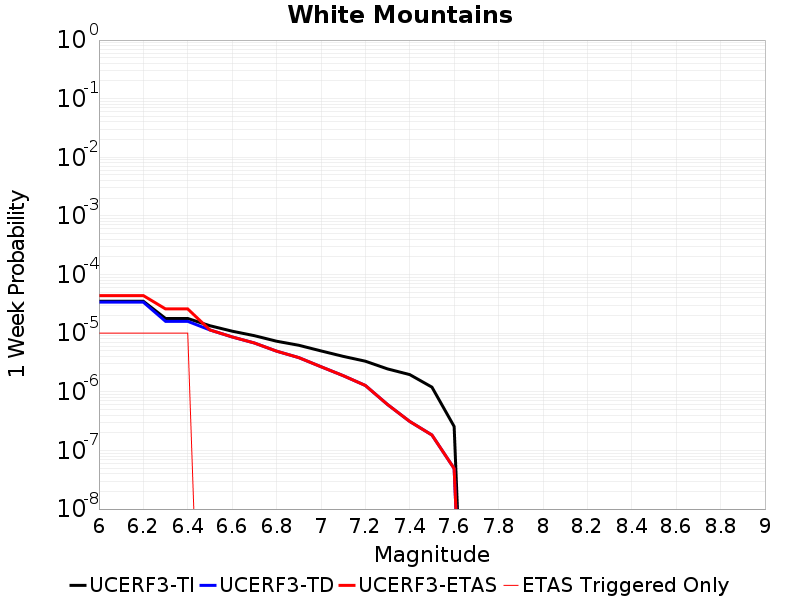 White Mountains
1 Week Probability
10^0
10^-1
10^-2
10^-3
10^-4
10^-5
10^-6
10^-7
10^-8
6 6.2 6.4 6.6 6.8 7 7.2 7.4 7.6 7.8 8 8.2 8.4 8.6 8.8 9
Magnitude
UCERF3-TI UCERF3-TD UCERF3-ETAS ETAS Triggered Only